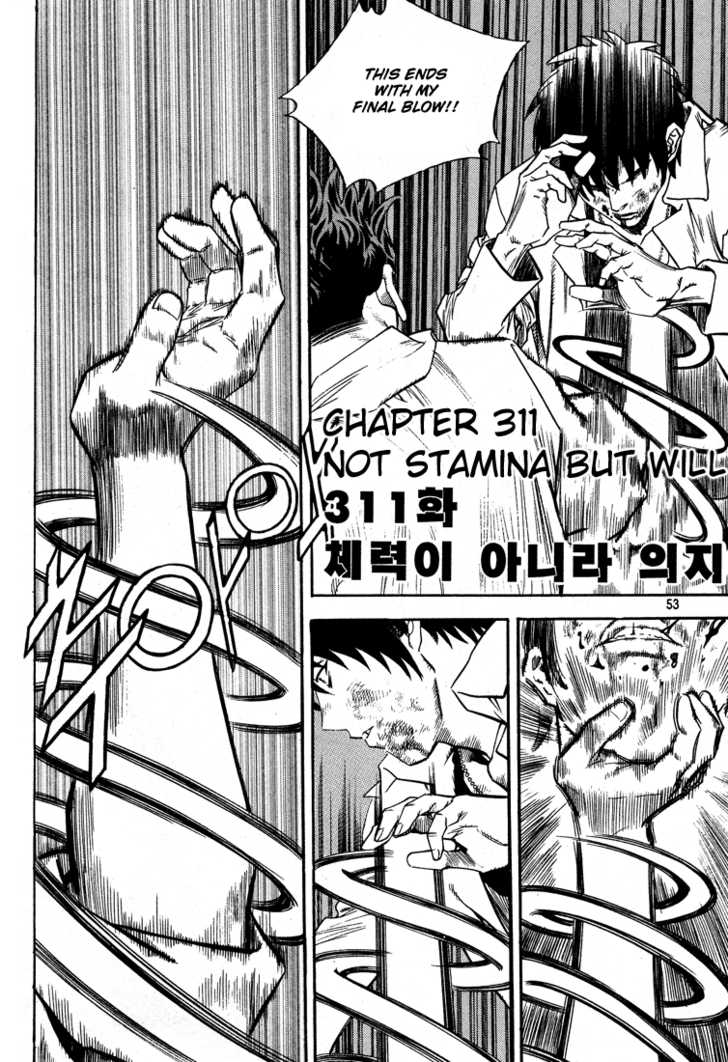 THIS ENDS
WITH MY
FINAL BLOW!!
CHAPTER 311
NOT STAMINA BUT WILL
311화
체력이 아니라 의지
53